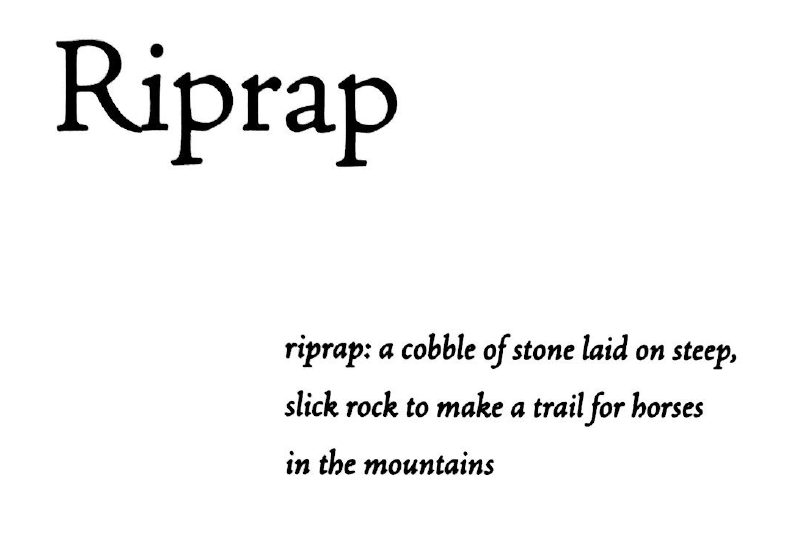 Riprap
riprap: a cobble of stone laid on steep,
slick rock to make a trail for horses
in the mountains